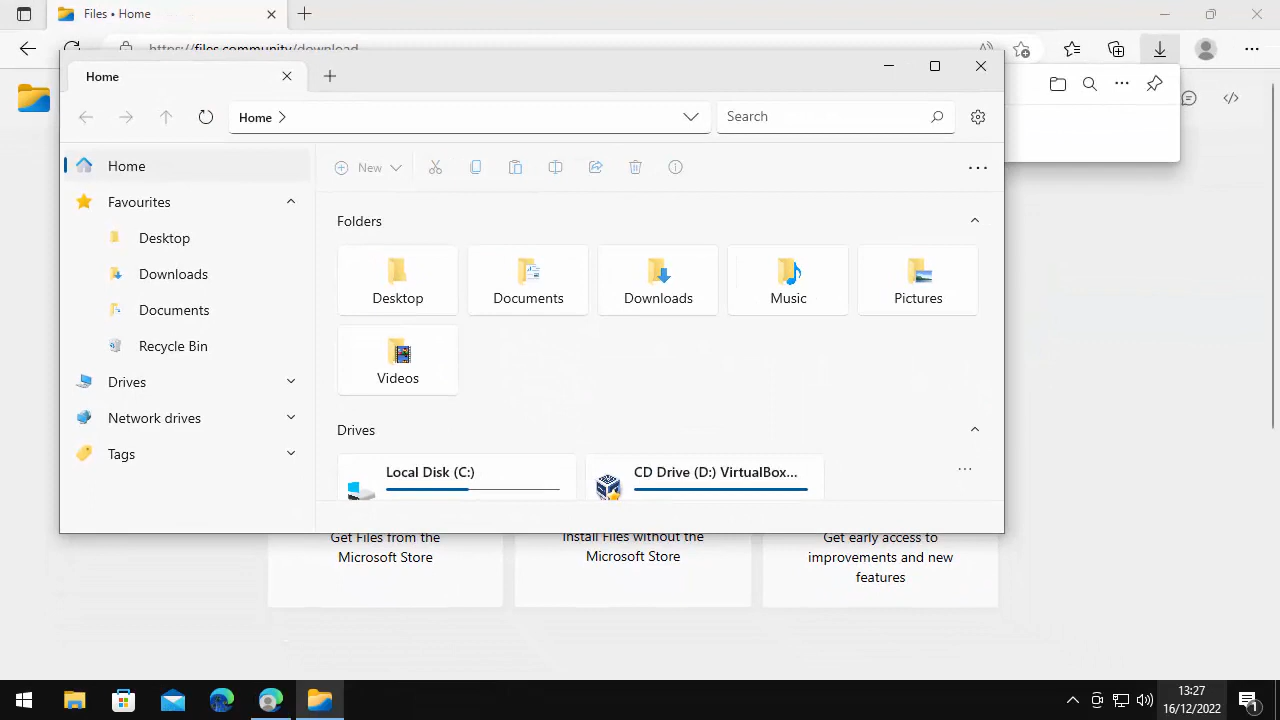 Files • Home
https://files.community/download
Home
Home
Search
Home
New
Favourites
Desktop
Downloads
Documents
Recycle Bin
Drives
Network drives
Tags
Folders
Desktop
Documents
Downloads
Music
Pictures
Videos
Drives
Local Disk (C:)
CD Drive (D:) VirtualBox...
Get Files from the
Microsoft Store
Install Files without the
Microsoft Store
Get early access to
improvements and new
features
13:27
16/12/2022
1